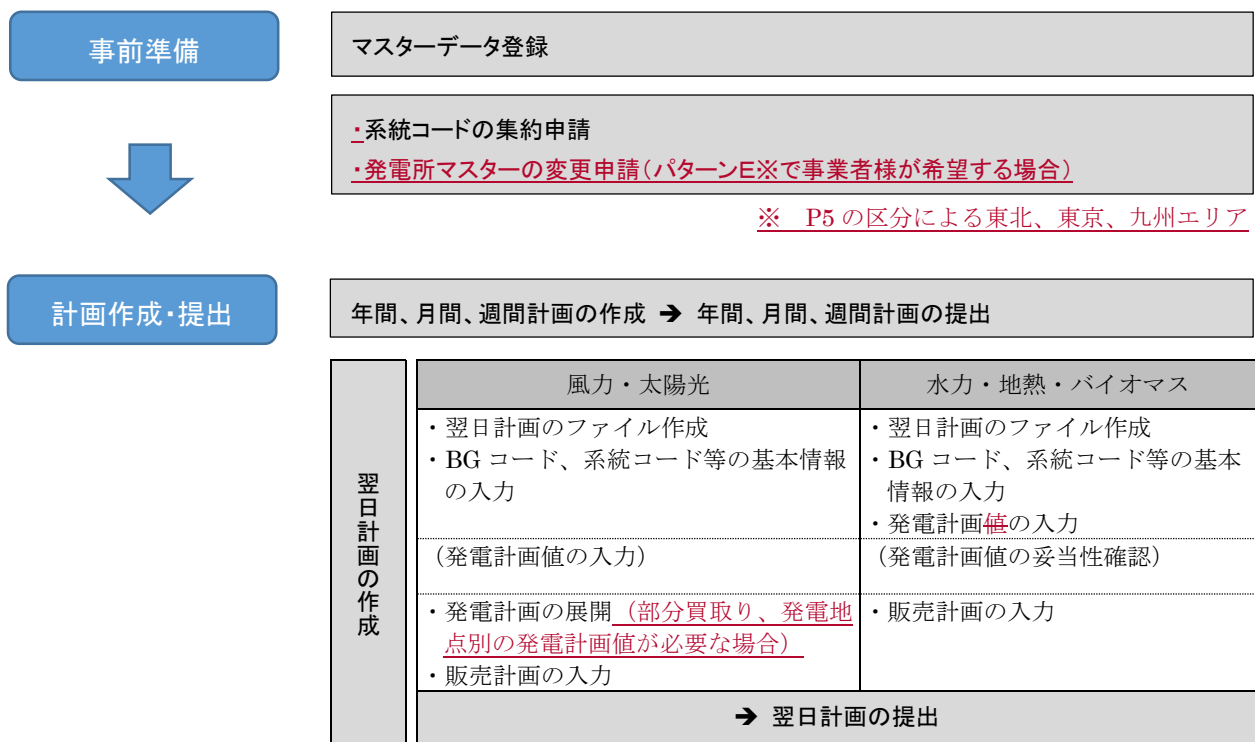 事前準備
マスターデータ登録
・系統コードの集約申請
・発電所マスターの変更申請(パターンE※で事業者様が希望する場合)
※ P5 の区分による東北、東京、九州エリア
計画作成・提出
年間、月間、週間計画の作成 ➔ 年間、月間、週間計画の提出
翌日計画の作成
風力・太陽光
・翌日計画のファイル作成
・BG コード、系統コード等の基本情報
の入力
(発電計画値の入力)
・発電計画の展開(部分買取り、発電地
点別の発電計画値が必要な場合)
・販売計画の入力
水力・地熱・バイオマス
・翌日計画のファイル作成
・BG コード、系統コード等の基本
情報の入力
・発電計画値の入力
(発電計画値の妥当性確認)
・販売計画の入力
➔ 翌日計画の提出